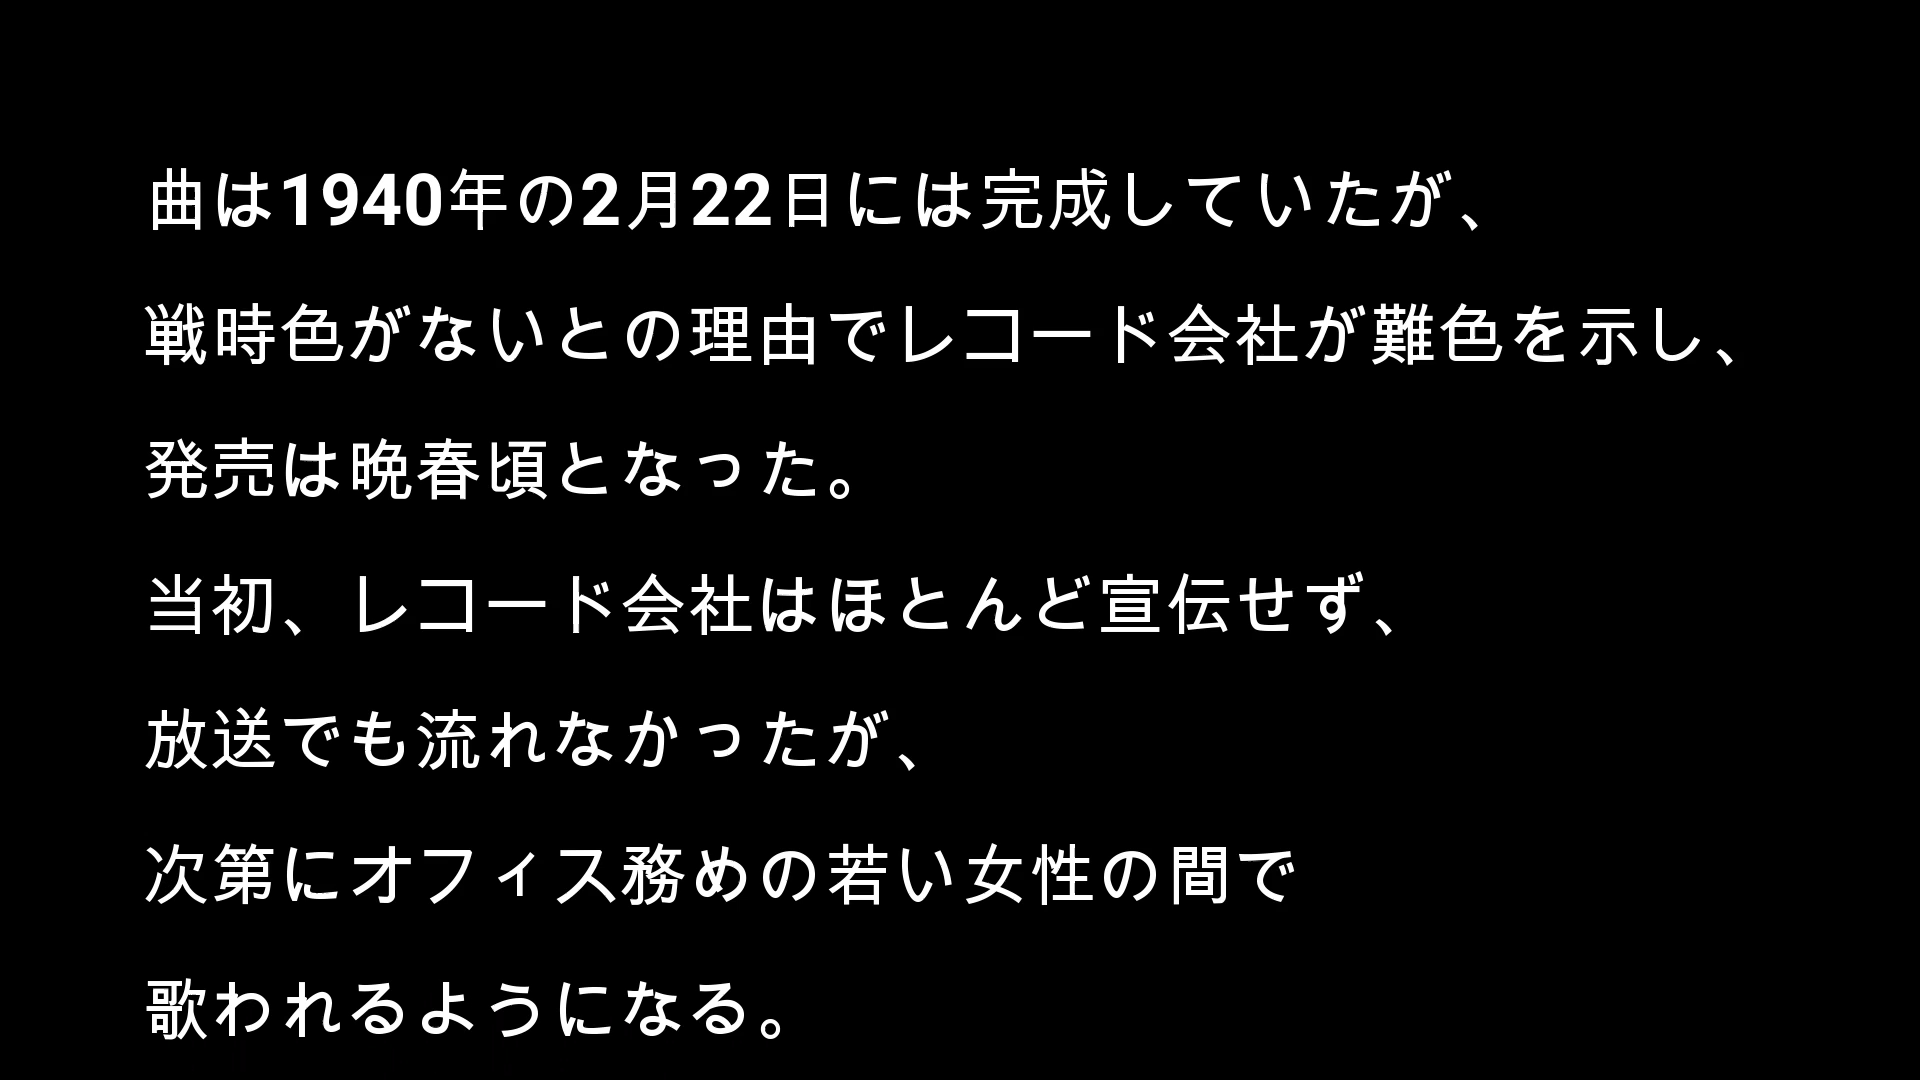 曲は1940年の2月22日には完成していたが、
戦時色がないとの理由でレコード会社が難色を示し、
発売は晩春頃となった。
当初、レコード会社はほとんど宣伝せず、
放送でも流れなかったが、
次第にオフィス務めの若い女性の間で
歌われるようになる。